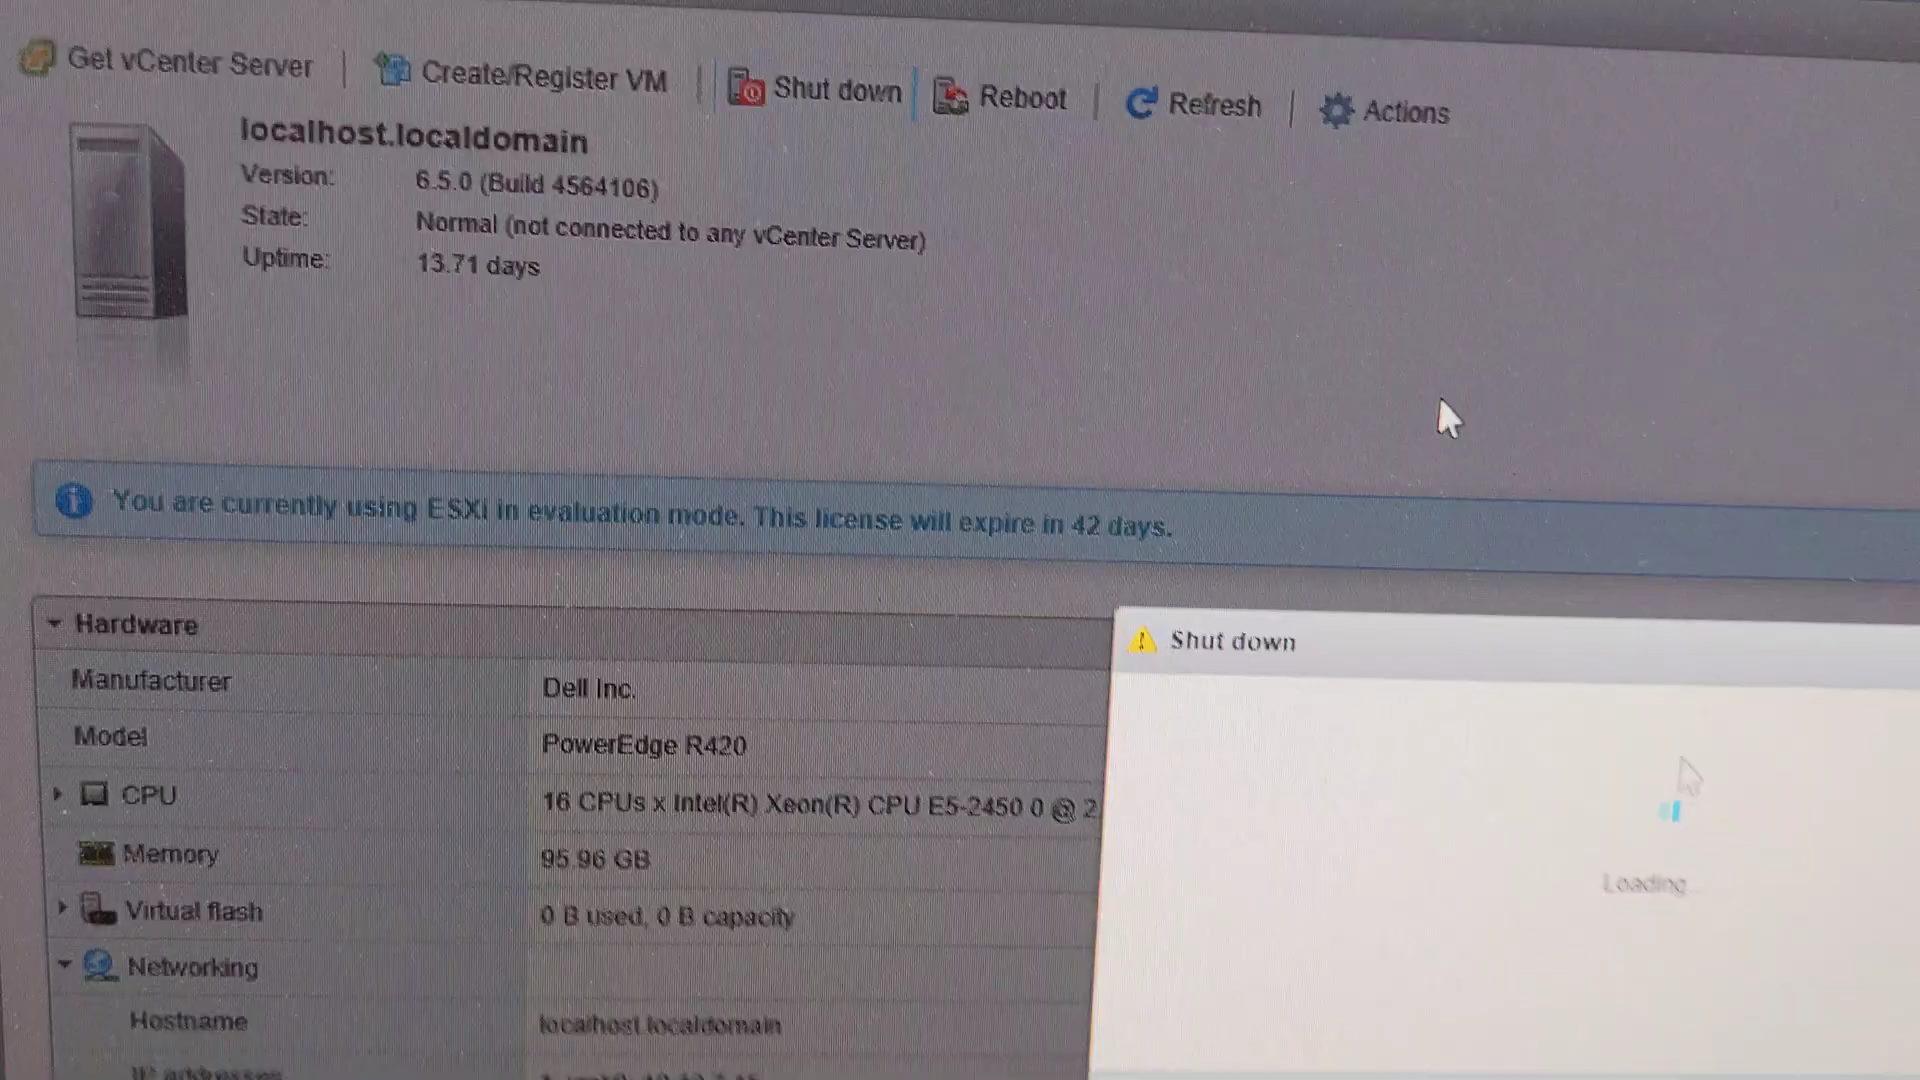 Get vCenter Server | Create/Register VM | Shut down | Reboot | Refresh | Actions
localhost.localdomain
Version: 6.5.0 (Build 4564106)
State: Normal (not connected to any vCenter Server)
Uptime: 13.71 days
You are currently using ESXi in evaluation mode. This license will expire in 42 days.
Hardware
Manufacturer Dell Inc.
Model PowerEdge R420
CPU 16 CPUs x Intel(R) Xeon(R) CPU E5-2450 0 @ 2
Memory 95.96 GB
Virtual flash 0 B used, 0 B capacity
Networking
Hostname localhost.localdomain
IP addresses
Shut down
Loading...